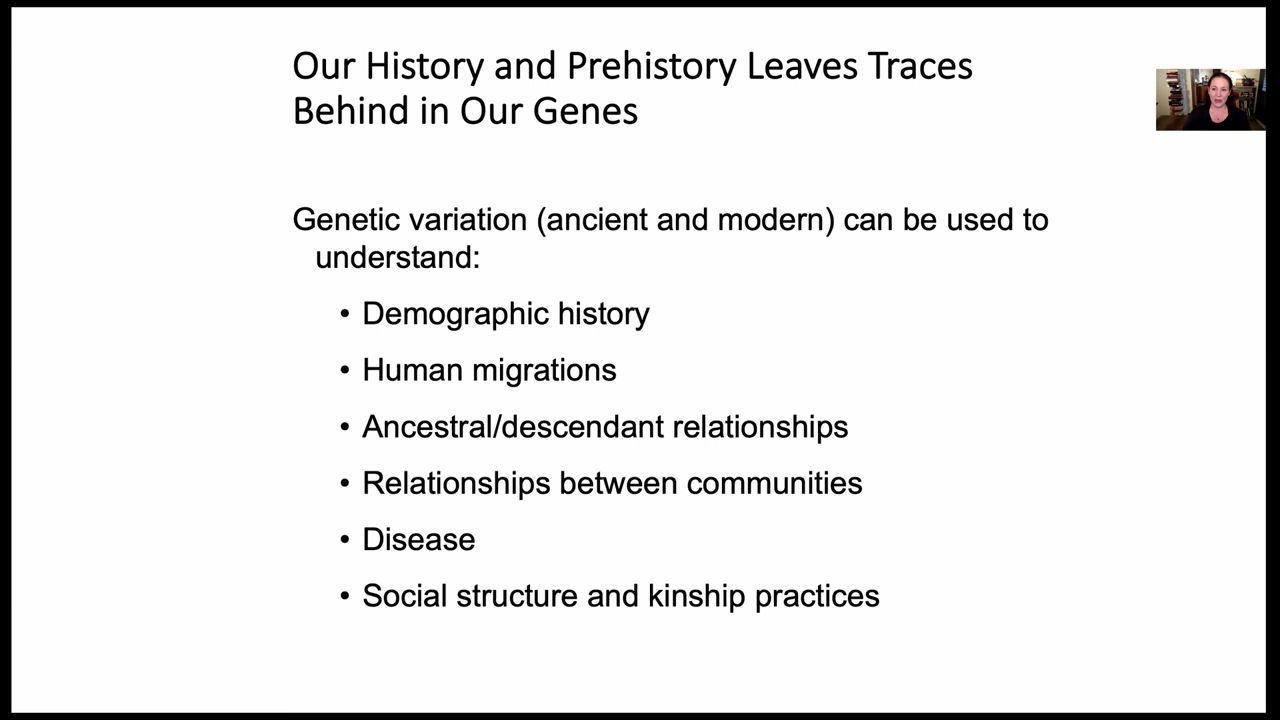 Our History and Prehistory Leaves Traces
Behind in Our Genes
Genetic variation (ancient and modern) can be used to
understand:
• Demographic history
• Human migrations
• Ancestral/descendant relationships
• Relationships between communities
• Disease
• Social structure and kinship practices